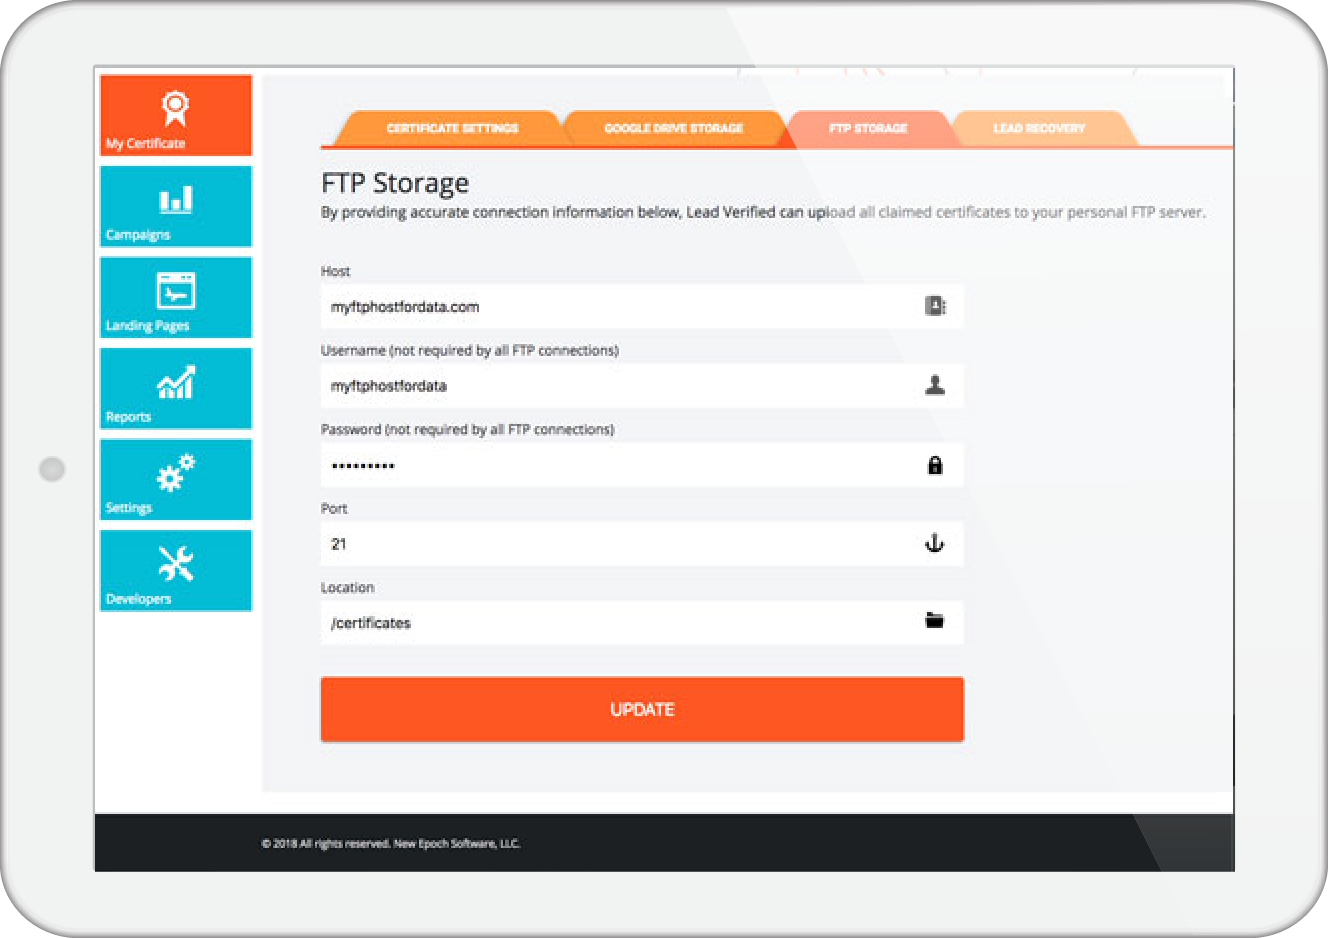 My Certificate
Campaigns
Landing Pages
Reports
Settings
Developers
CERTIFICATE SETTINGS
GOOGLE DRIVE STORAGE
FTP STORAGE
LEAD RECOVERY
FTP Storage
By providing accurate connection information below, Lead Verified can upload all claimed certificates to your personal FTP server.
Host
myftphostfordata.com
Username (not required by all FTP connections)
myftphostfordata
Password (not required by all FTP connections)
•••••••••
Port
21
Location
/certificates
UPDATE
© 2018 All rights reserved. New Epoch Software, LLC.